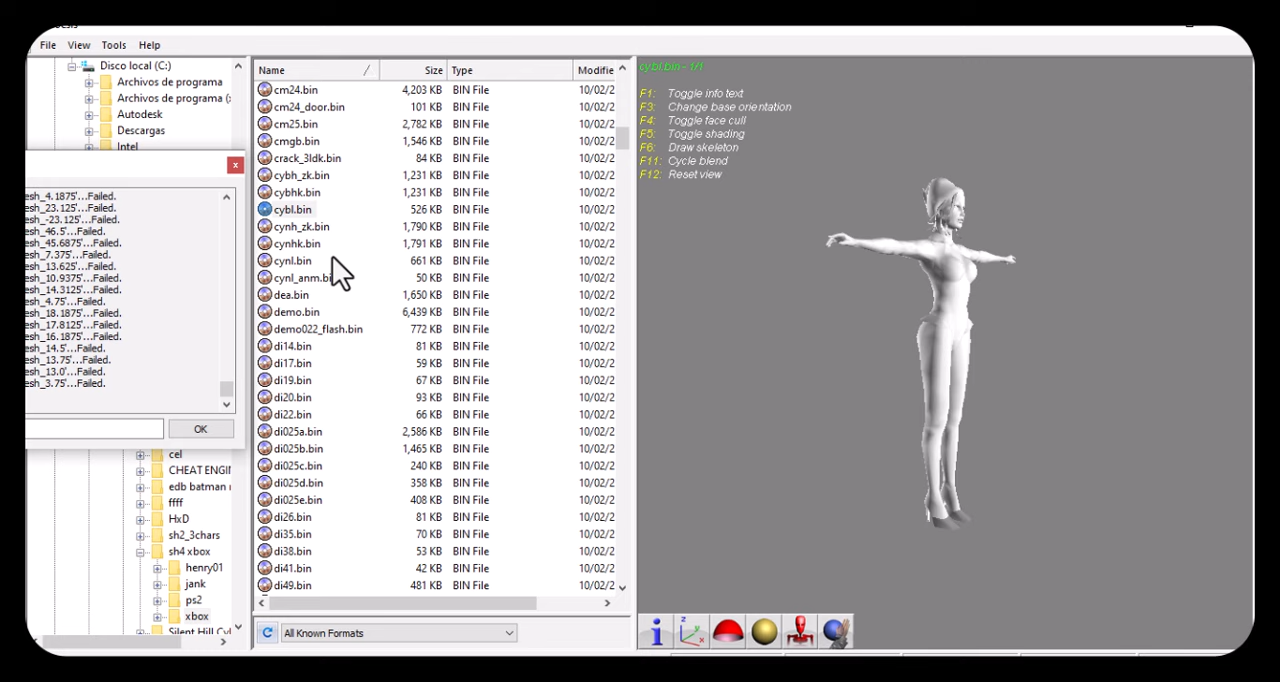 File View Tools Help
Disco local (C:)
Archivos de programa
Archivos de programa (
Autodesk
Descargas
Intel
x
esh_4.1875'...Failed.
esh_23.125'...Failed.
esh_-23.125'...Failed.
esh_46.5'...Failed.
esh_45.6875'...Failed.
esh_7.375'...Failed.
esh_13.625'...Failed.
esh_10.9375'...Failed.
esh_14.3125'...Failed.
esh_4.75'...Failed.
esh_18.1875'...Failed.
esh_17.8125'...Failed.
esh_16.1875'...Failed.
esh_14.5'...Failed.
esh_13.75'...Failed.
esh_13.0'...Failed.
esh_3.75'...Failed.
OK
cel
CHEAT ENGI
edb batman
ffff
HxD
sh2_3chars
sh4 xbox
henry01
jank
ps2
xbox
Silent Hill Cyl
Name Size Type Modifie
cm24.bin 4,203 KB BIN File 10/02/2
cm24_door.bin 101 KB BIN File 10/02/2
cm25.bin 2,782 KB BIN File 10/02/2
cmgb.bin 1,546 KB BIN File 10/02/2
crack_3ldk.bin 84 KB BIN File 10/02/2
cybh_zk.bin 1,231 KB BIN File 10/02/2
cybhk.bin 1,231 KB BIN File 10/02/2
cybl.bin 526 KB BIN File 10/02/2
cynh_zk.bin 1,790 KB BIN File 10/02/2
cynhk.bin 1,791 KB BIN File 10/02/2
cynl.bin 661 KB BIN File 10/02/2
cynl_anm.bi 50 KB BIN File 10/02/2
dea.bin 1,650 KB BIN File 10/02/2
demo.bin 6,439 KB BIN File 10/02/2
demo022_flash.bin 772 KB BIN File 10/02/2
di14.bin 81 KB BIN File 10/02/2
di17.bin 59 KB BIN File 10/02/2
di19.bin 67 KB BIN File 10/02/2
di20.bin 93 KB BIN File 10/02/2
di22.bin 66 KB BIN File 10/02/2
di025a.bin 2,586 KB BIN File 10/02/2
di025b.bin 1,465 KB BIN File 10/02/2
di025c.bin 240 KB BIN File 10/02/2
di025d.bin 358 KB BIN File 10/02/2
di025e.bin 408 KB BIN File 10/02/2
di26.bin 81 KB BIN File 10/02/2
di35.bin 70 KB BIN File 10/02/2
di38.bin 53 KB BIN File 10/02/2
di41.bin 42 KB BIN File 10/02/2
di49.bin 481 KB BIN File 10/02/2
All Known Formats
cybl.bin - 1/1
F1: Toggle info text
F3: Change base orientation
F4: Toggle face cull
F5: Toggle shading
F6: Draw skeleton
F11: Cycle blend
F12: Reset view